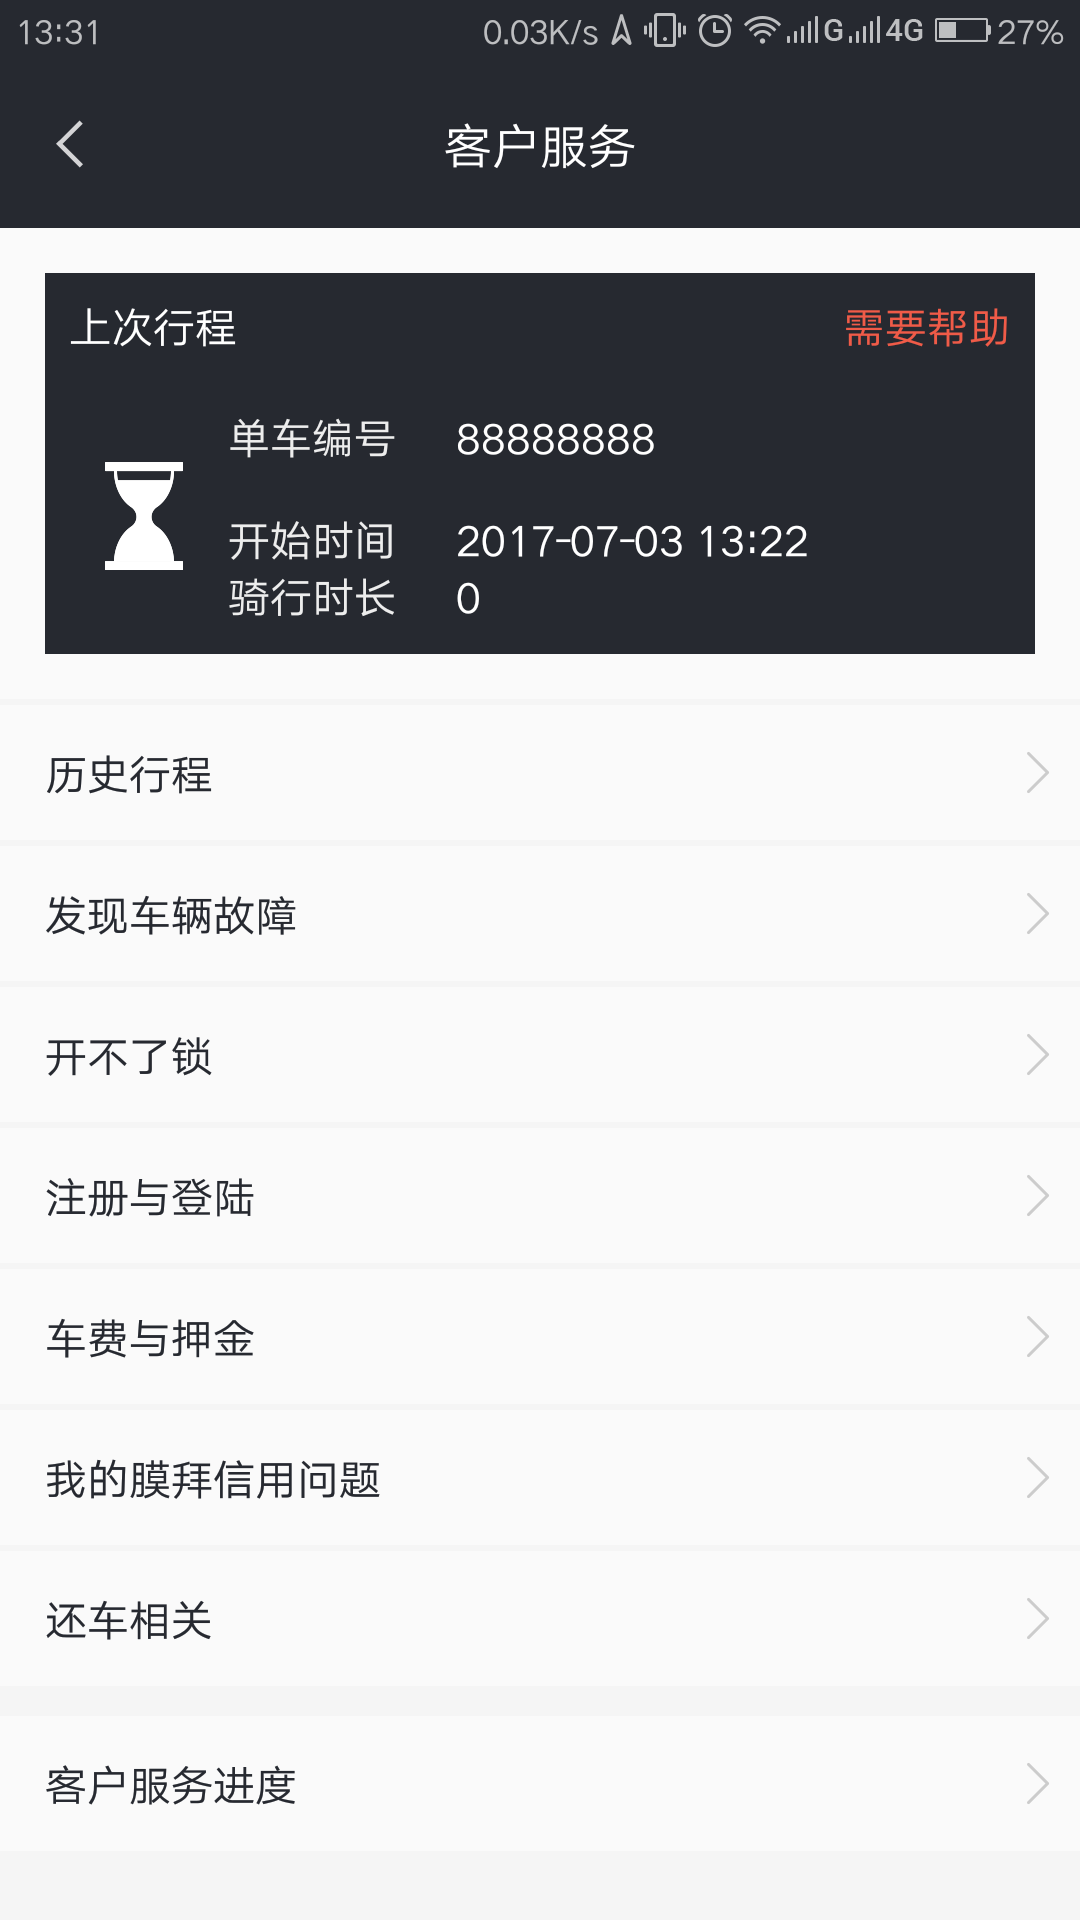 13:31 0.03K/s G 4G 27%
客户服务
上次行程 需要帮助
单车编号 88888888
开始时间 2017-07-03 13:22
骑行时长 0
历史行程
发现车辆故障
开不了锁
注册与登陆
车费与押金
我的膜拜信用问题
还车相关
客户服务进度